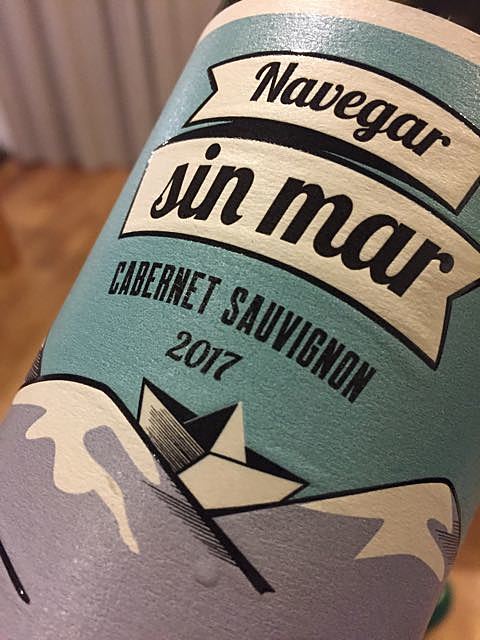 Navegar
sin mar
CABERNET SAUVIGNON
2017